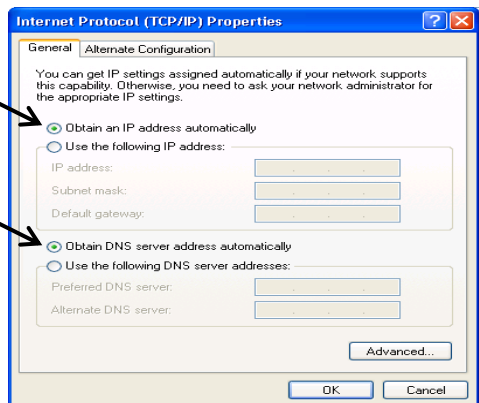 Internet Protocol (TCP/IP) Properties
General
Alternate Configuration
You can get IP settings assigned automatically if your network supports
this capability. Otherwise, you need to ask your network administrator for
the appropriate IP settings.
Obtain an IP address automatically
Use the following IP address:
IP address:
Subnet mask:
Default gateway:
Obtain DNS server address automatically
Use the following DNS server addresses:
Preferred DNS server:
Alternate DNS server:
Advanced...
OK
Cancel